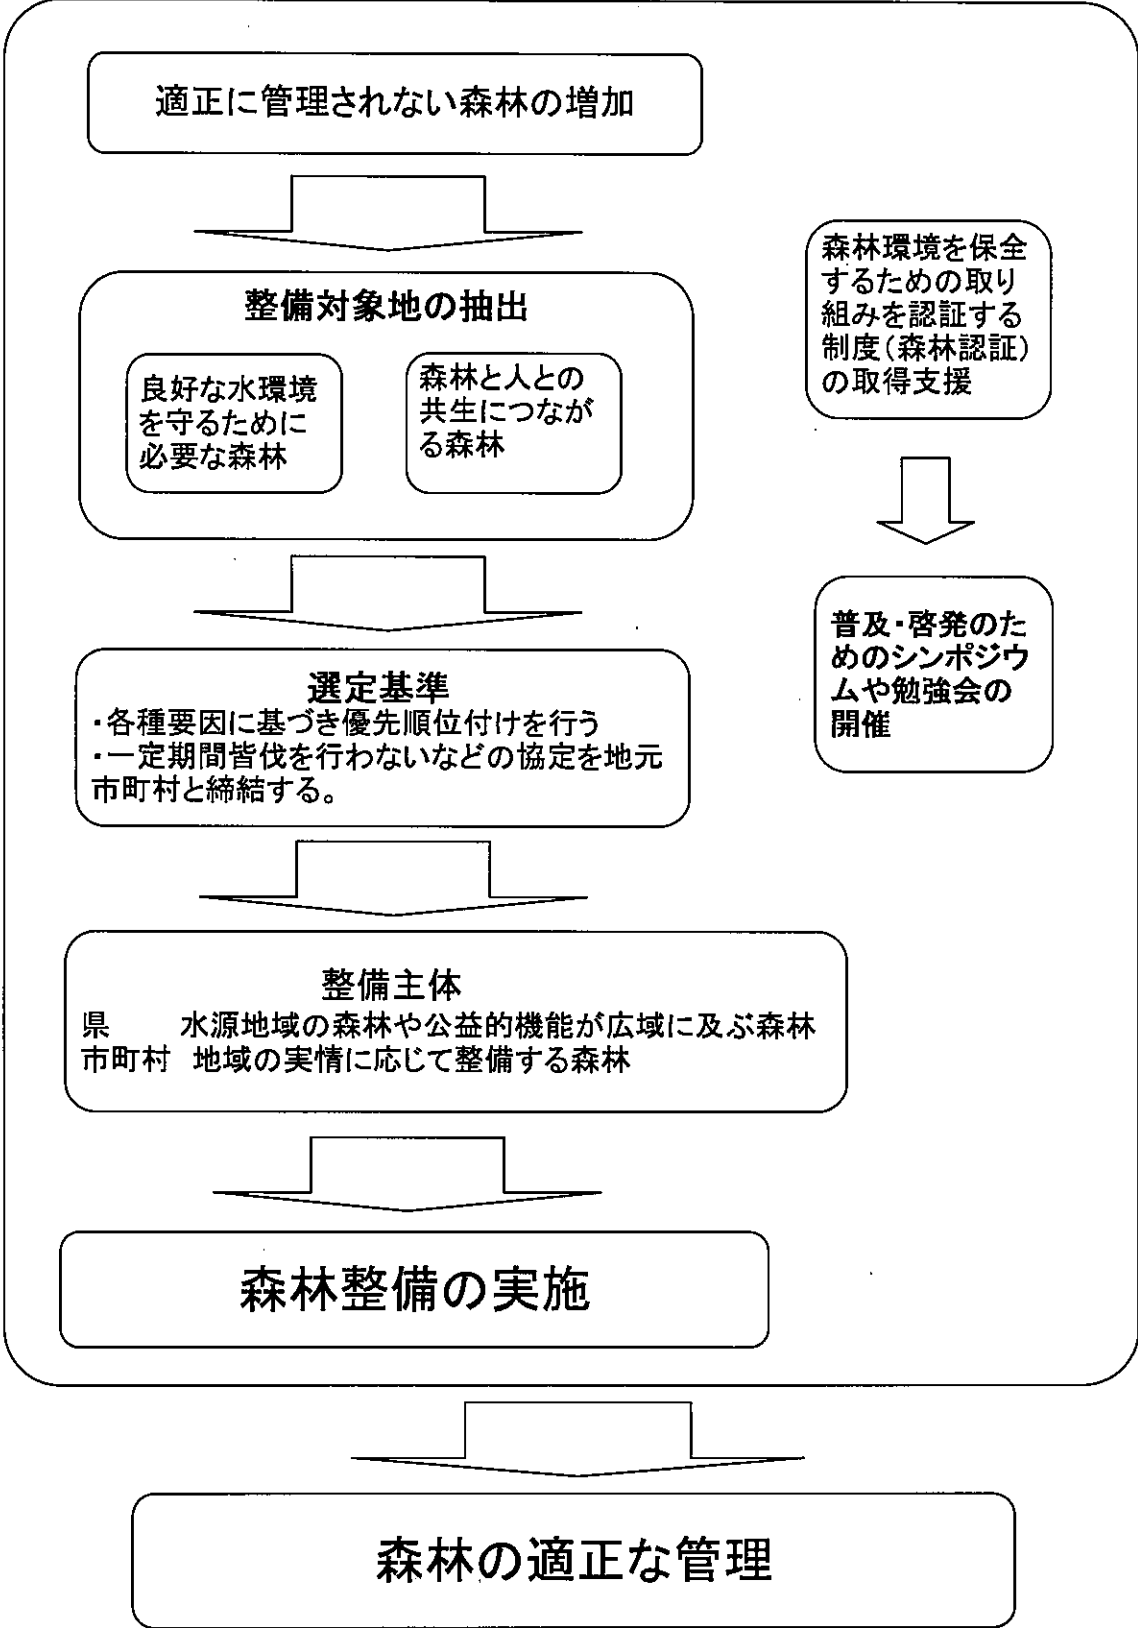 適正に管理されない森林の増加
整備対象地の抽出
良好な水環境
を守るために
必要な森林
森林と人との
共生につなが
る森林
選定基準
・各種要因に基づき優先順位付けを行う
・一定期間皆伐を行わないなどの協定を地元
市町村と締結する。
整備主体
県　　水源地域の森林や公益的機能が広域に及ぶ森林
市町村　地域の実情に応じて整備する森林
森林整備の実施
森林環境を保全
するための取り
組みを認証する
制度(森林認証)
の取得支援
普及・啓発のた
めのシンポジウ
ムや勉強会の
開催
森林の適正な管理